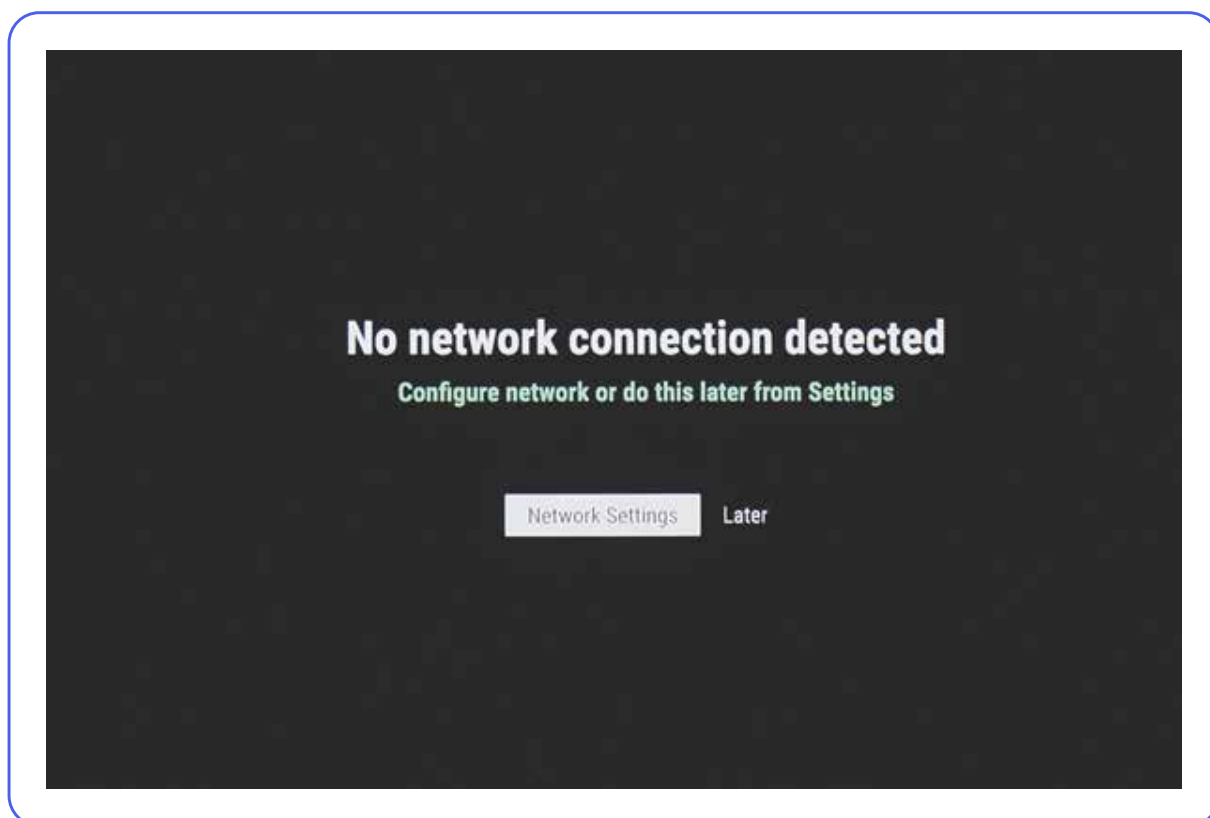 No network connection detected
Configure network or do this later from Settings
Network Settings
Later